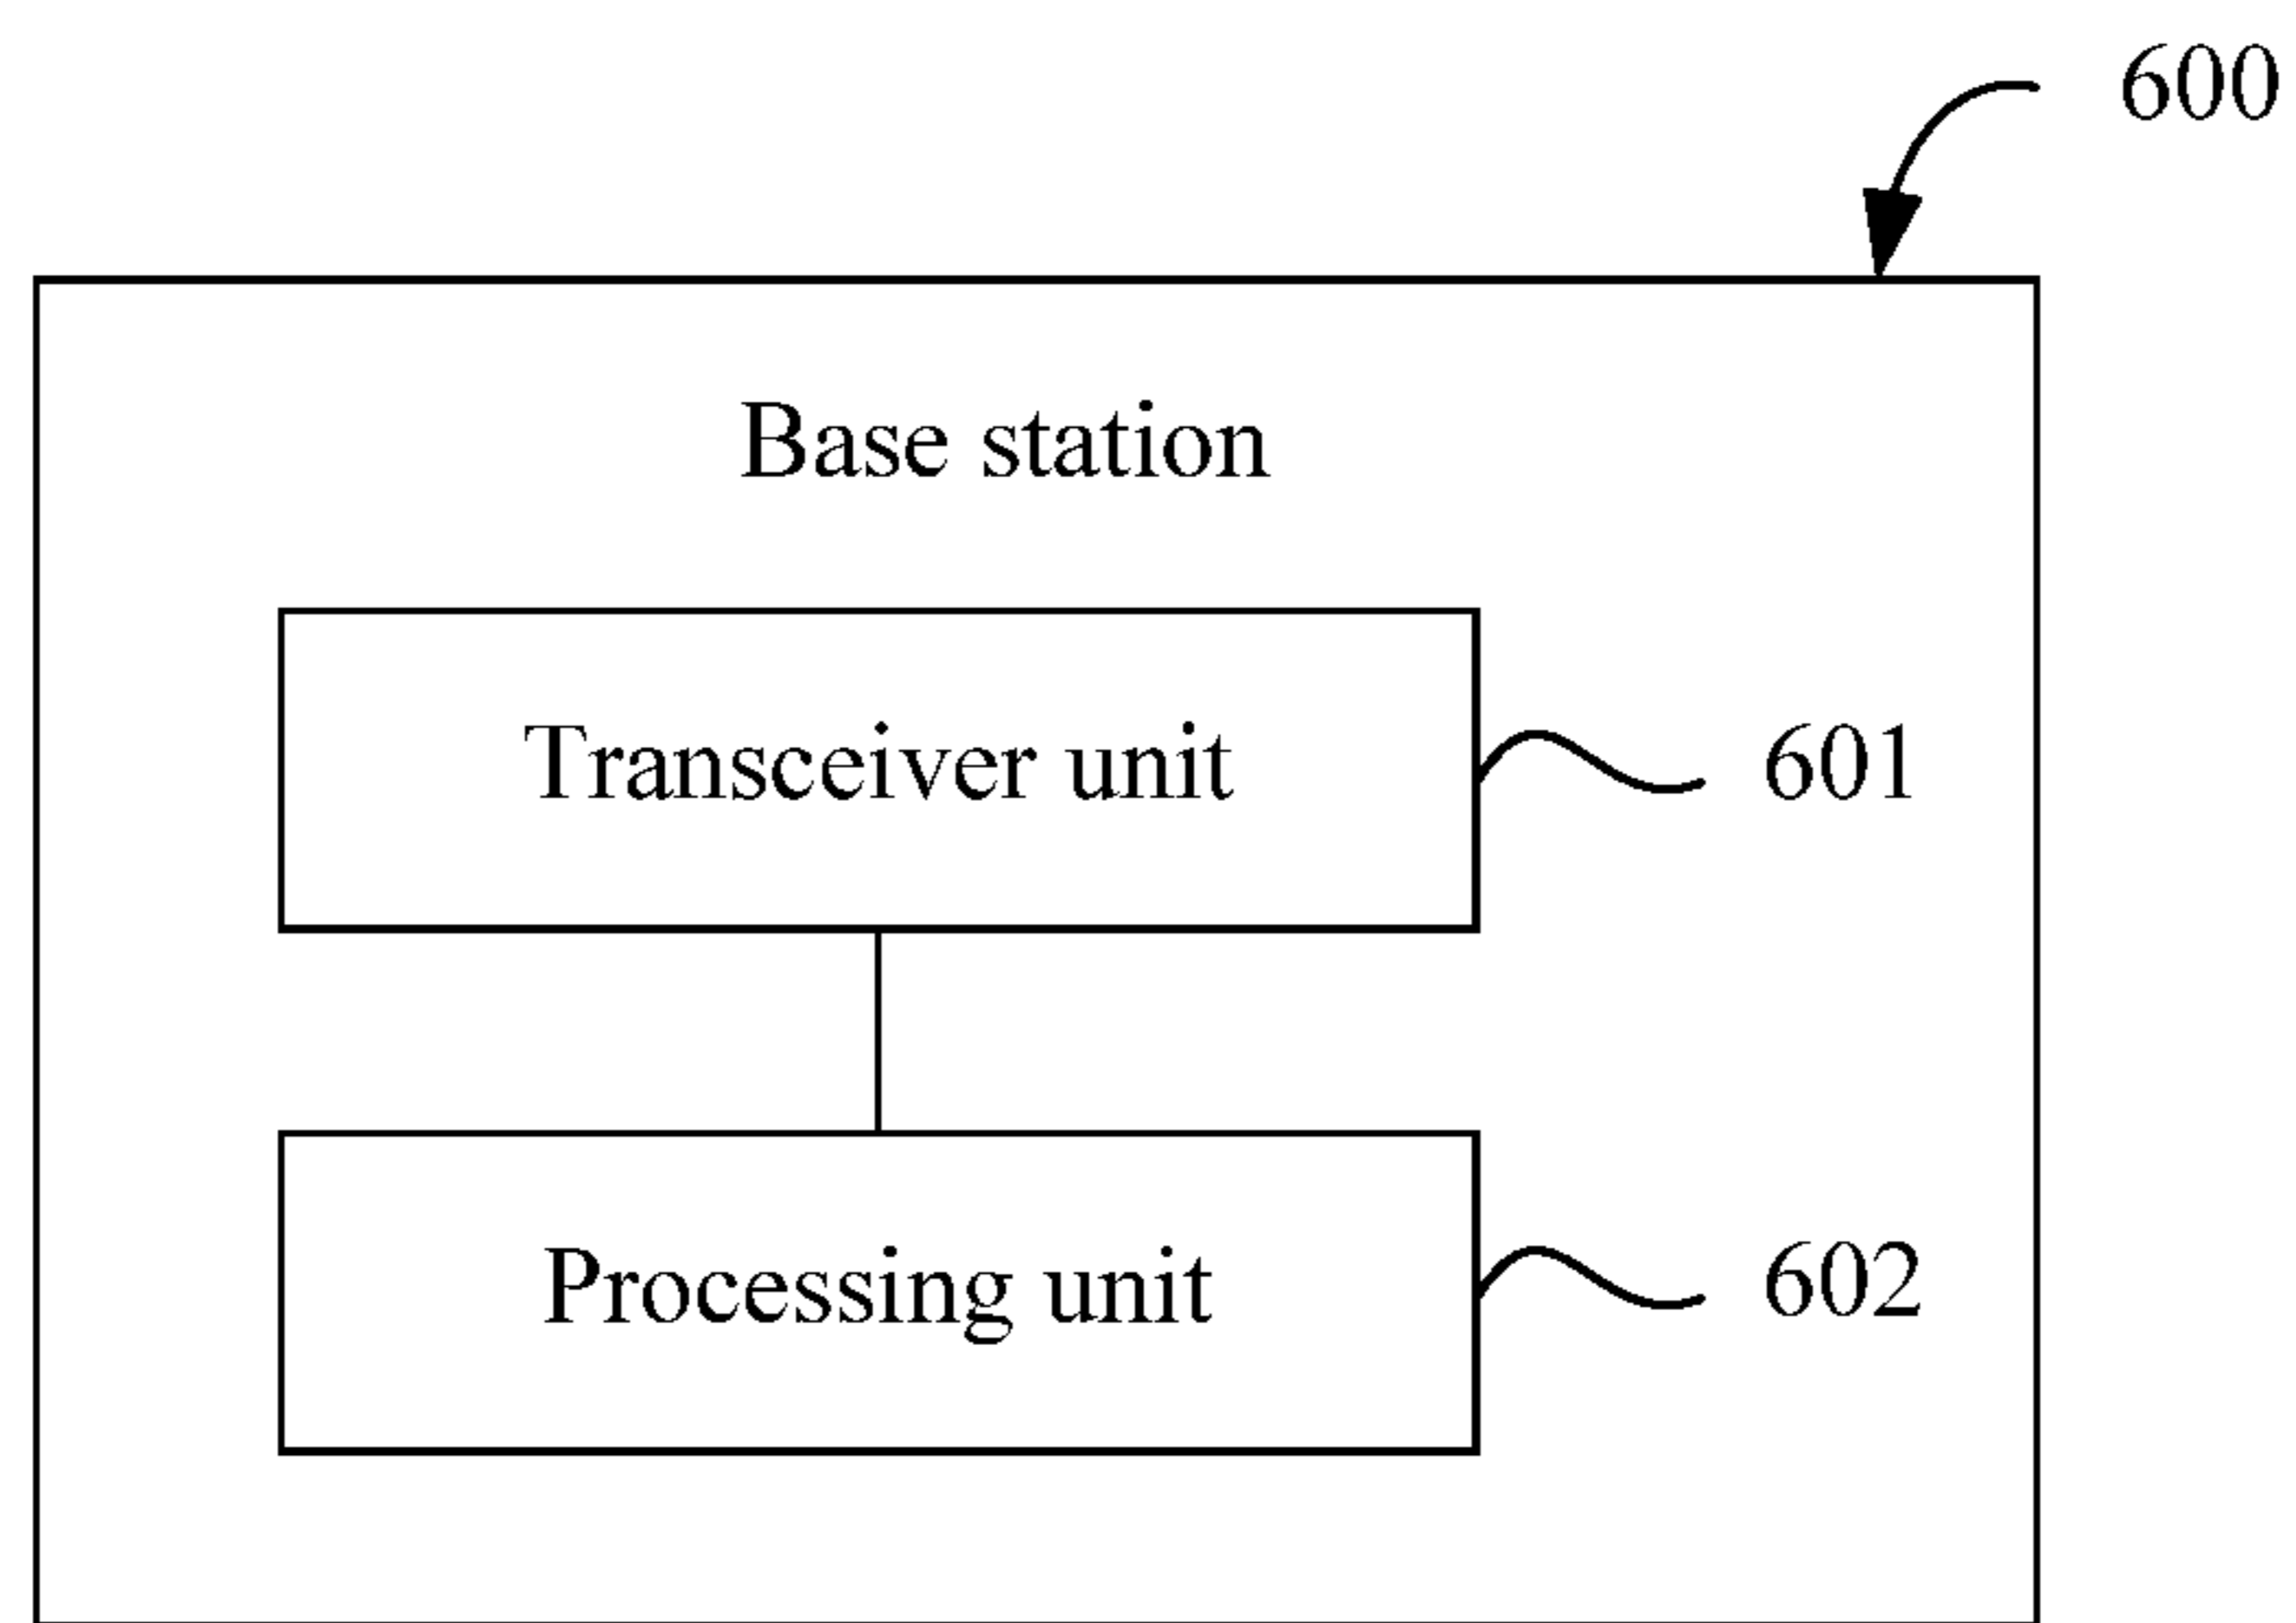 600
Base station
Transceiver unit
601
Processing unit
602